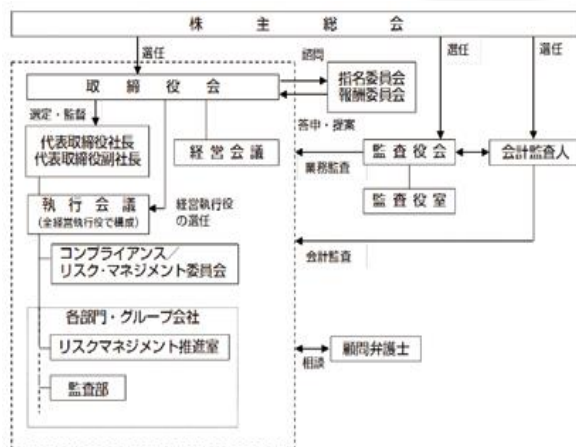 株主総会
選任
選任
選任
取締役会
諮問
指名委員会
報酬委員会
選定・監督
答申・提案
代表取締役社長
代表取締役副社長
経営会議
監査役会
会計監査人
業務監査
執行会議
(全経営執行役で構成)
経営執行役
の選任
監査役室
コンプライアンス/
リスク・マネジメント委員会
会計監査
各部門・グループ会社
リスクマネジメント推進室
顧問弁護士
相談
監査部